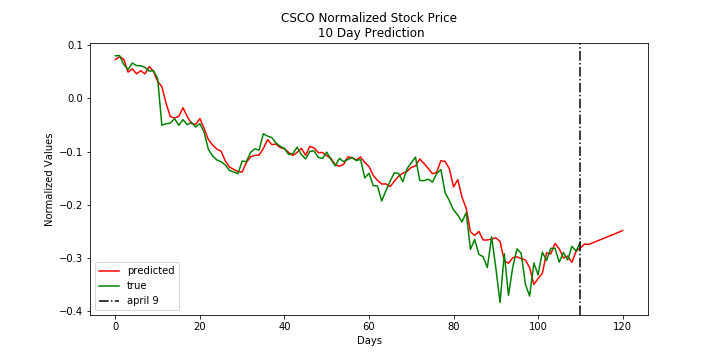 CSCO Normalized Stock Price
10 Day Prediction
Normalized Values
0.1
0.0
−0.1
−0.2
−0.3
−0.4
predicted
true
april 9
0
20
40
60
80
100
120
Days